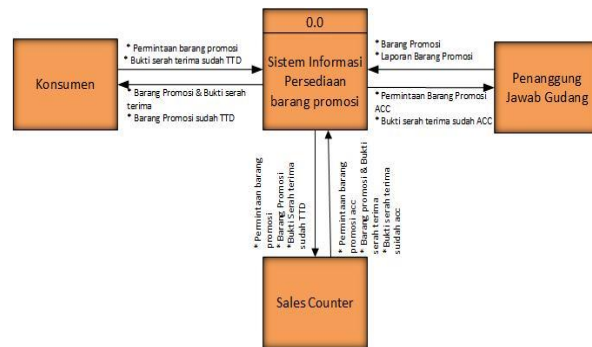 0.0
Sistem Informasi
Persediaan
barang promosi
Konsumen
* Permintaan barang promosi
* Bukti serah terima sudah TTD
* Barang Promosi & Bukti serah
terima
* Barang Promosi sudah TTD
* Barang Promosi
* Laporan Barang Promosi
* Permintaan Barang Promosi
ACC
* Bukti serah terima sudah ACC
Penanggung
Jawab Gudang
* Permintaan barang
promosi
* Barang Promosi
*Bukti Serah terima
sudah TTD
* Permintaan barang
promosi acc
* Barang promosi & Bukti
serah terima
*Bukti serah terima
suidah acc
Sales Counter